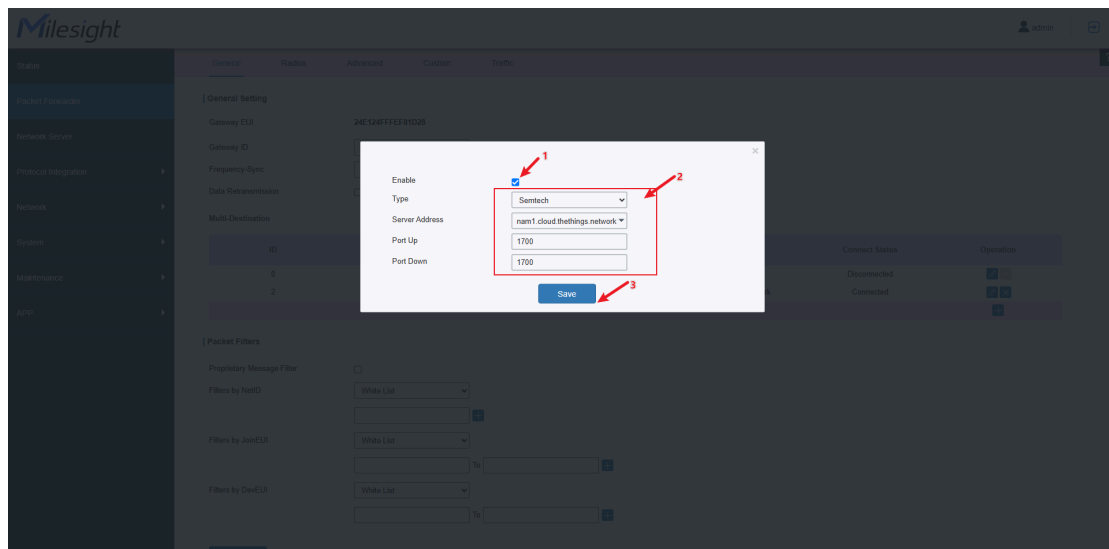 Milesight
admin
Status
General Radios Advanced Custom Traffic
Packet Forwarder
General Setting
Gateway EUI 24E124FFFEF81D28
Network Server
Gateway ID
1
Enable
2
Protocol Integration
Frequency-Sync
Type Semtech
Data Retransmission
Network
Multi-Destination
Server Address nam1.cloud.thethings.network
Port Up 1700
System
ID Connect Status Operation
Port Down 1700
Maintenance
0 Disconnected
2 Connected
Save
3
APP
Packet Filters
Proprietary Message Filter
Filters by NetID White List
Filters by JoinEUI White List
To
Filters by DevEUI White List
To